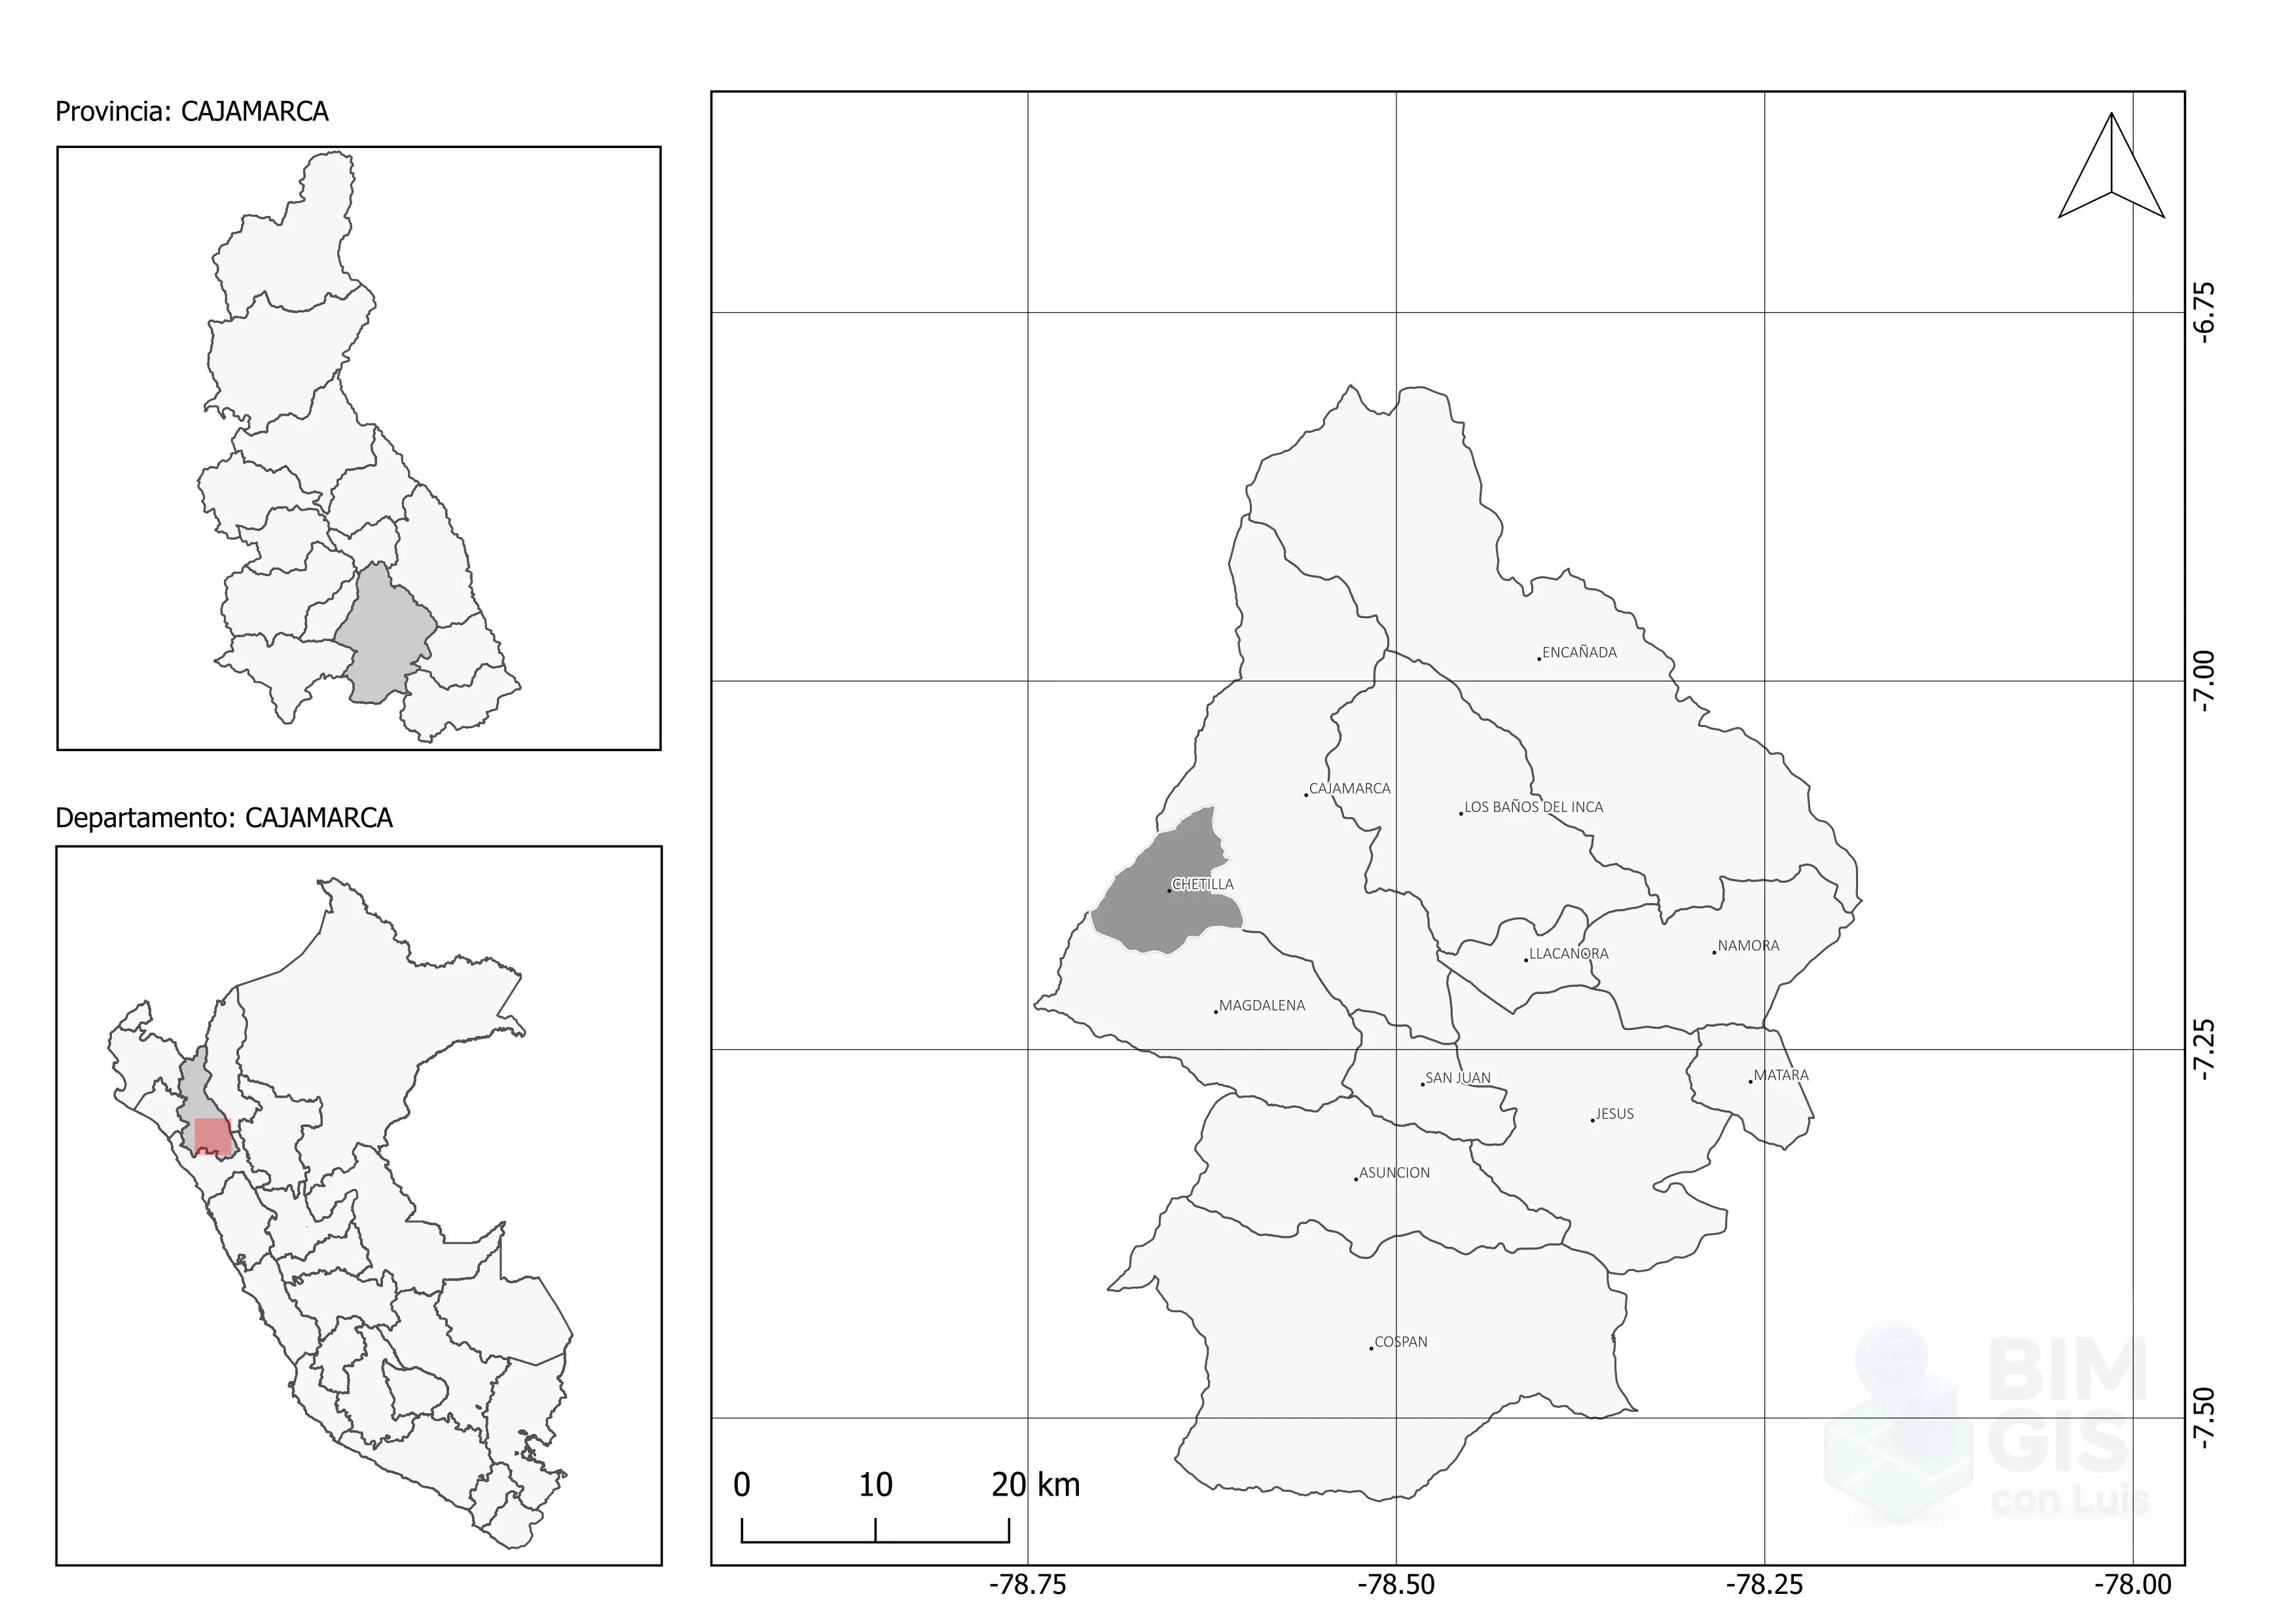 Provincia: CAJAMARCA
Departamento: CAJAMARCA
ENCAÑADA
CAJAMARCA
LOS BAÑOS DEL INCA
CHETILLA
NAMORA
LLACANORA
MAGDALENA
MATARA
SAN JUAN
JESUS
ASUNCION
COSPAN
-6.75
-7.00
-7.25
-7.50
0 10 20 km
-78.75 -78.50 -78.25 -78.00
BIM
GIS
con Luis